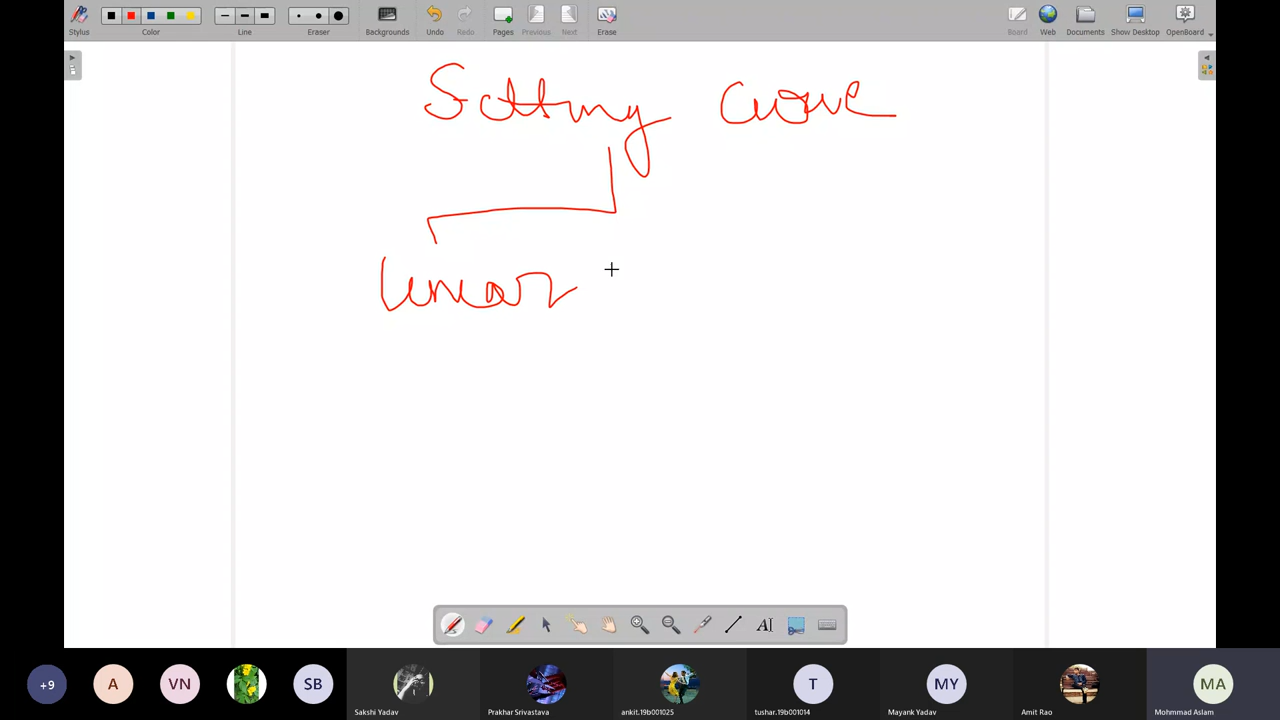 Stylus Color Line Eraser Backgrounds Undo Redo Pages Previous Next Erase Board Web Documents Show Desktop OpenBoard
Setting Curve
Linear
AI
+9 A VN SB T MY MA
Sakshi Yadav Prakhar Srivastava ankit.19b001025 tushar.19b001014 Mayank Yadav Amit Rao Mohmmad Aslam